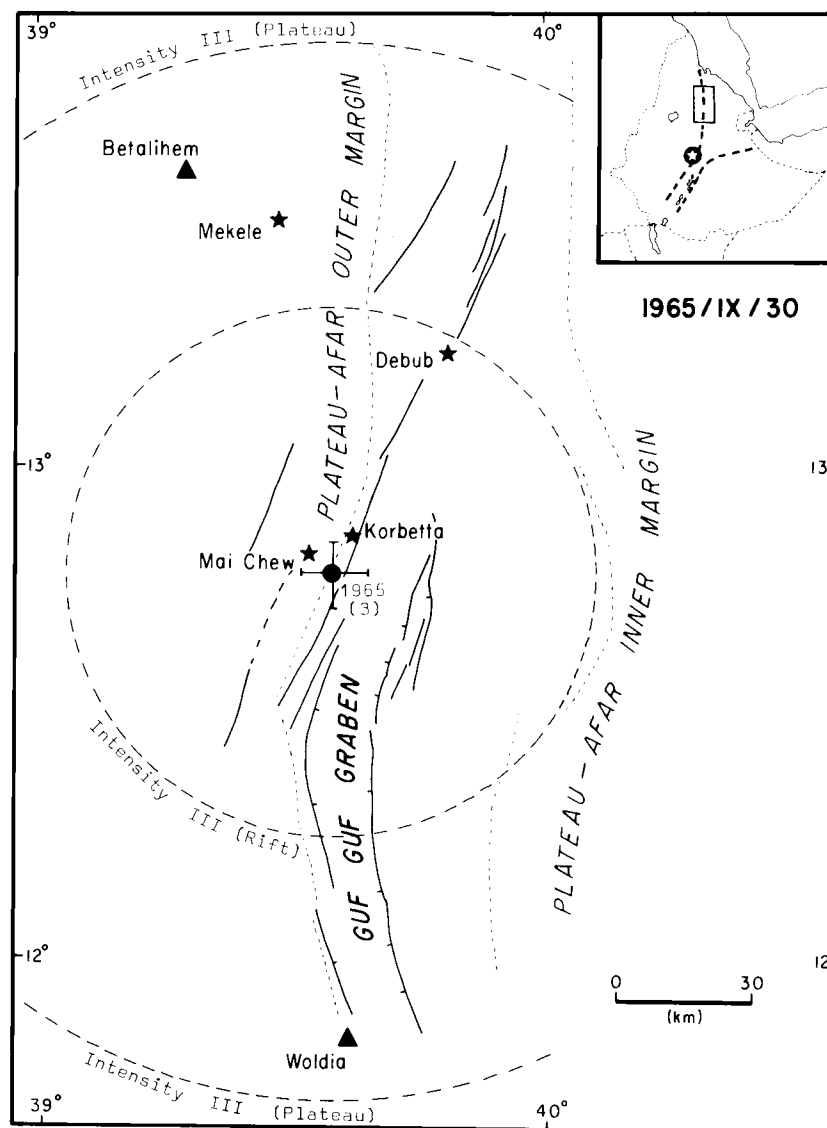 39°
40°
Intensity III (Plateau)
Betalihem
Mekele
PLATEAU-AFAR OUTER MARGIN
1965/IX/30
Debub
13°
13
Korbetta
Mai Chew
1965
(3)
PLATEAU-AFAR INNER MARGIN
GUF GUF GRABEN
Intensity III (Rift)
12°
12
0 30
(km)
Woldia
Intensity III (Plateau)
39°
40°